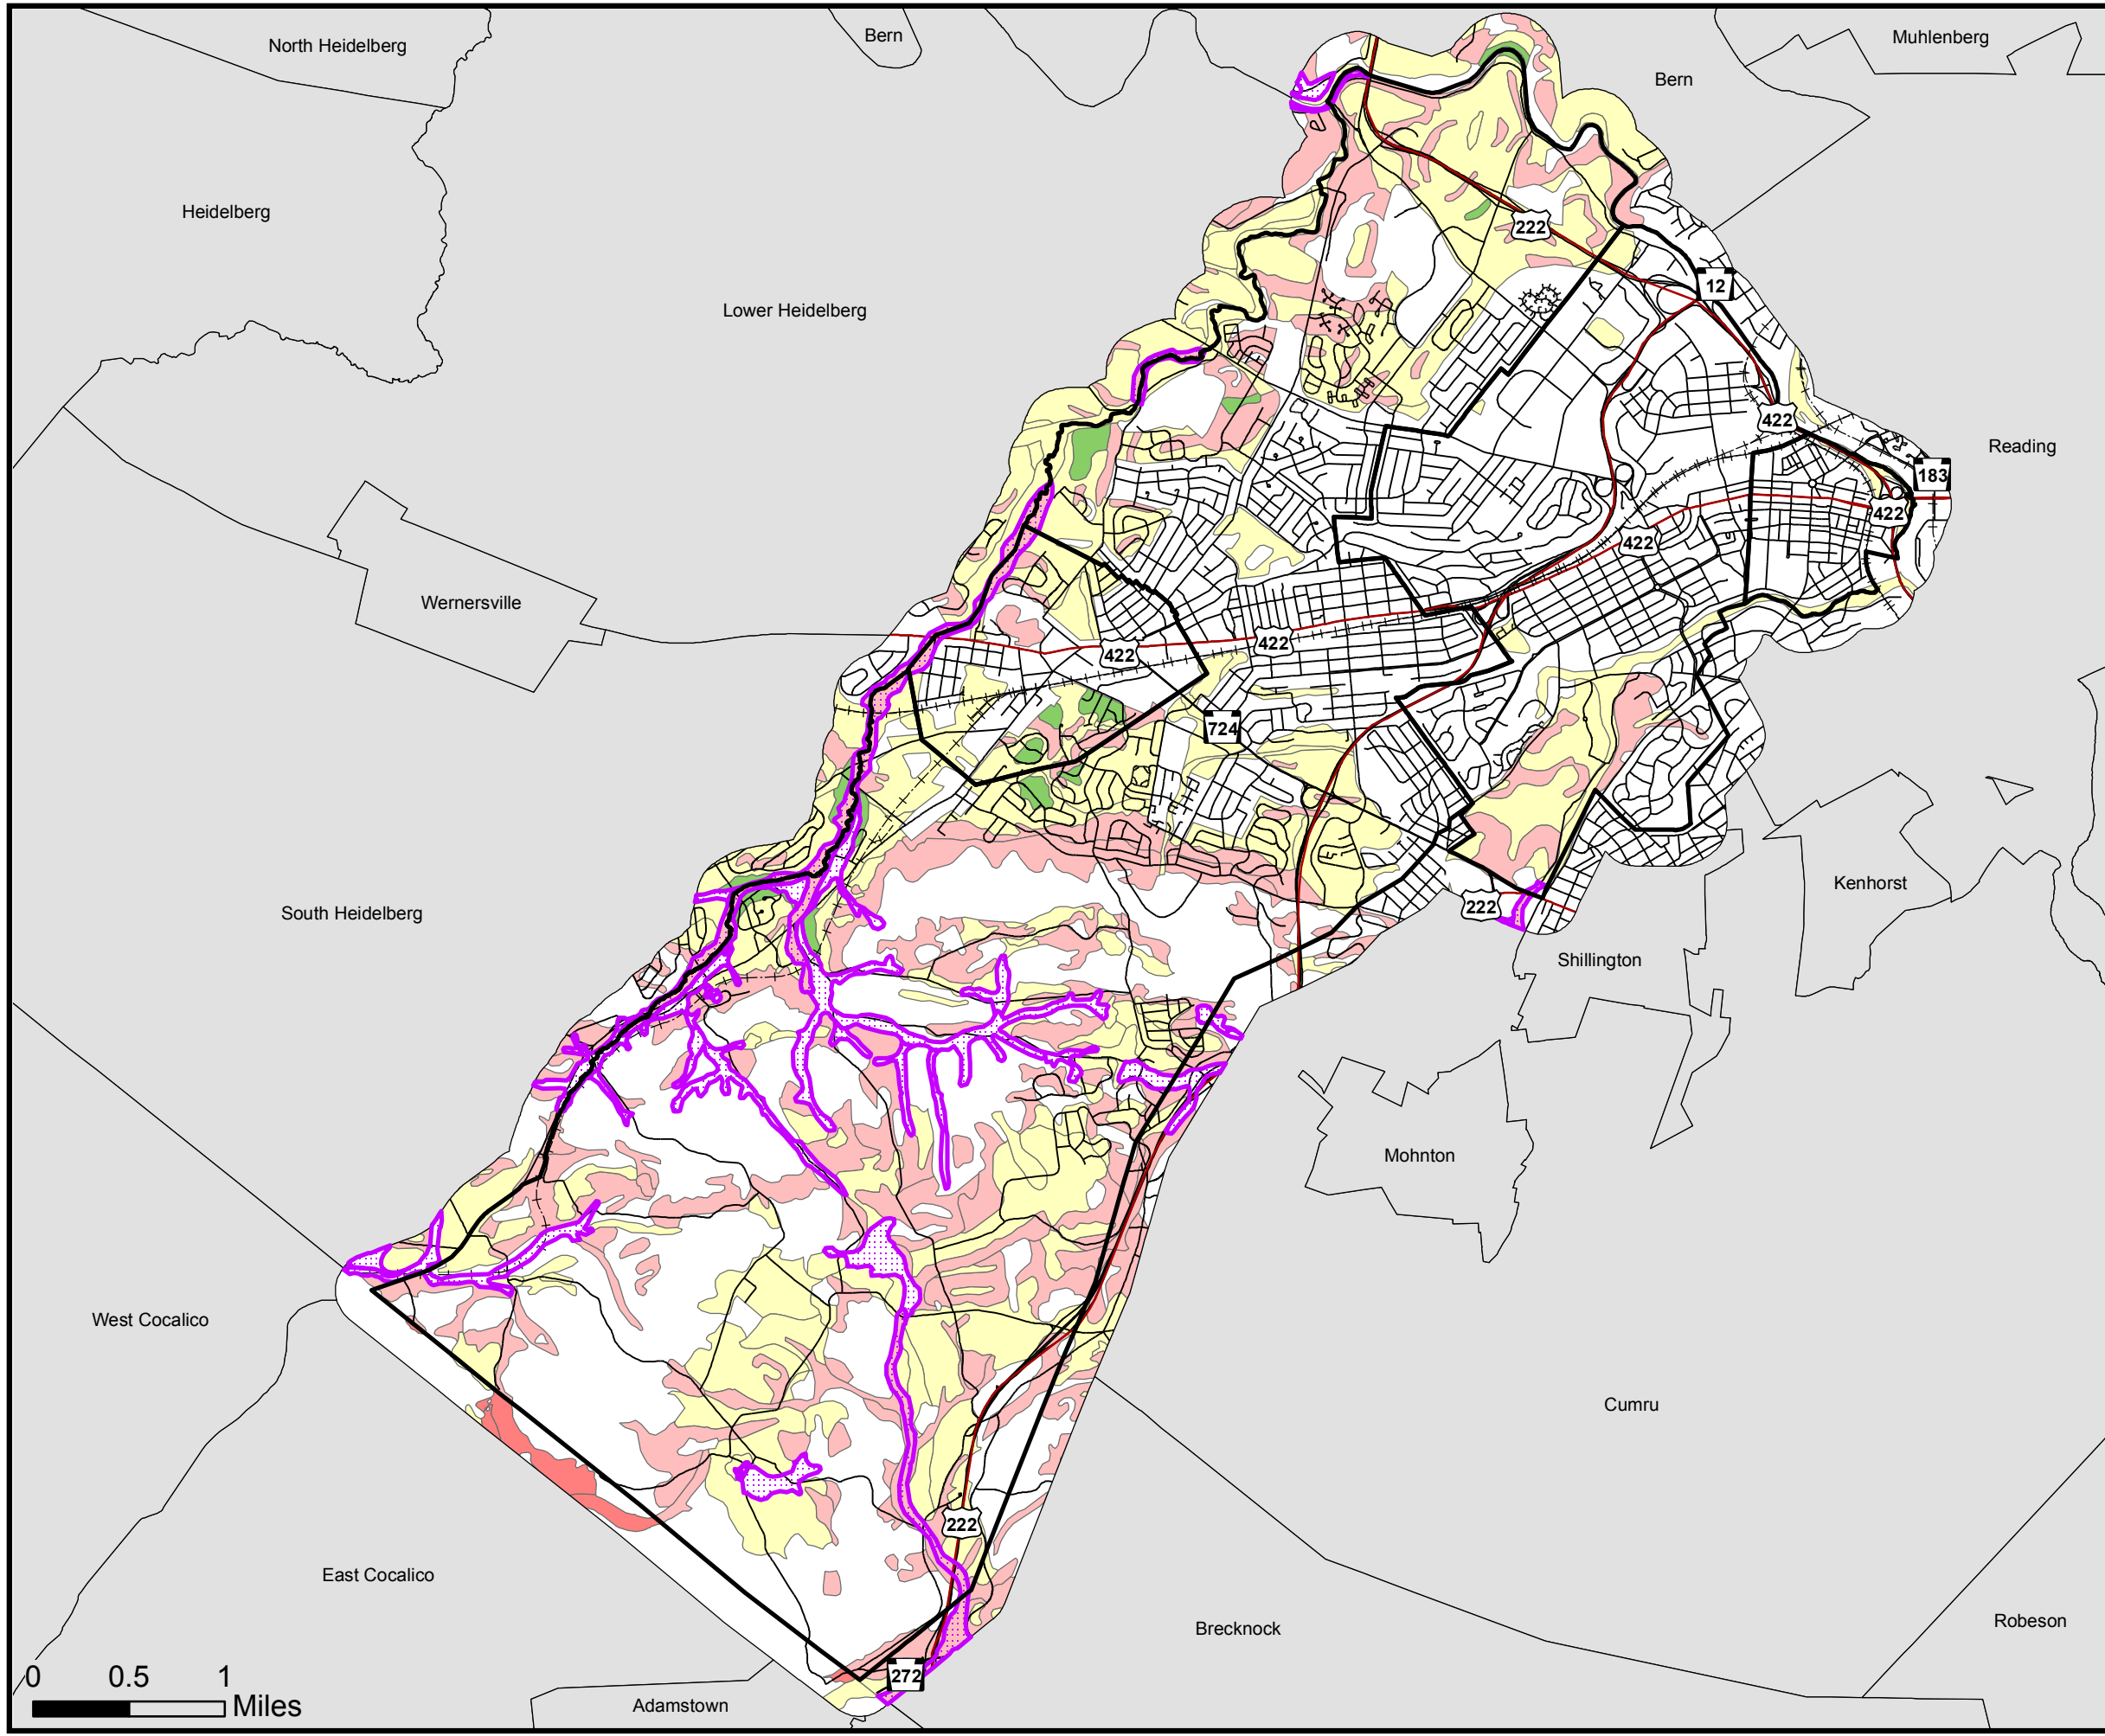 North Heidelberg
Bern
Muhlenberg
Bern
Heidelberg
222
12
Lower Heidelberg
422
Reading
183
422
422
Wernersville
422
422
724
Kenhorst
222
South Heidelberg
Shillington
Mohnton
West Cocalico
Cumru
222
East Cocalico
Brecknock
Robeson
272
0 0.5 1
Miles
Adamstown